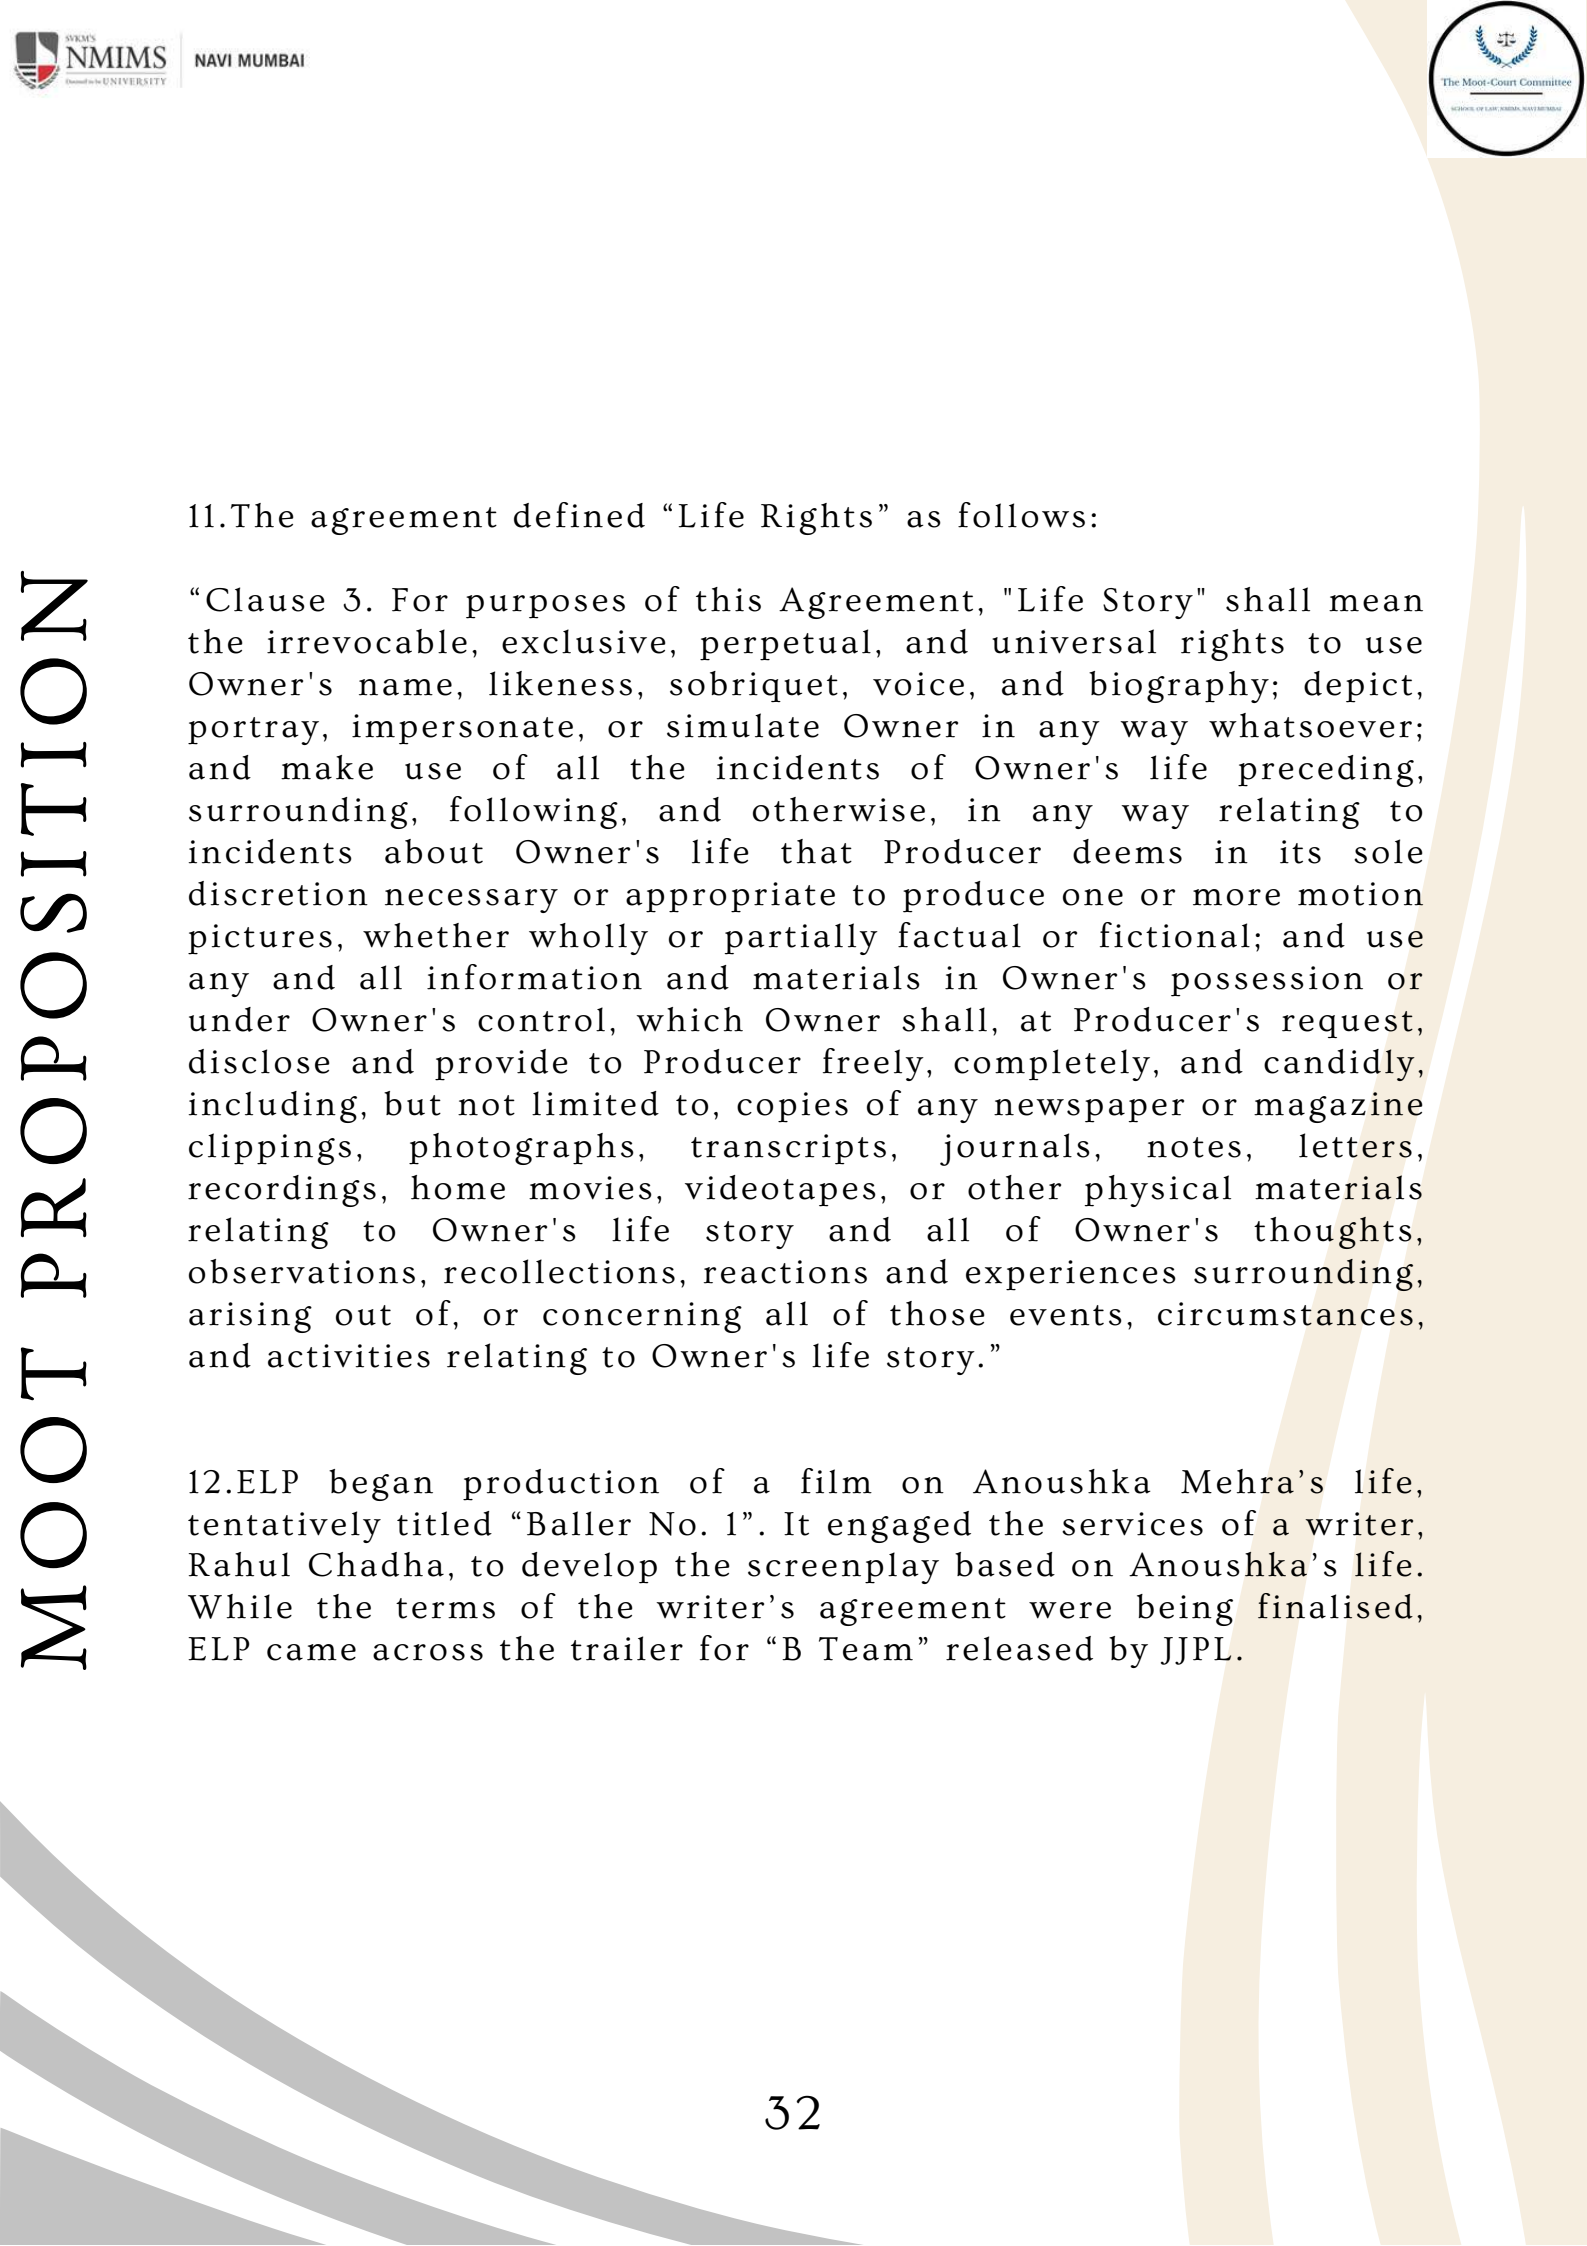 SVKM'S
NMIMS
Deemed to be UNIVERSITY
NAVI MUMBAI
The Moot-Court Committee
SCHOOL OF LAW, NMIMS, NAVI MUMBAI
MOOT PROPOSITION
11.The agreement defined “Life Rights” as follows:
“Clause 3. For purposes of this Agreement, "Life Story" shall mean
the irrevocable, exclusive, perpetual, and universal rights to use
Owner's name, likeness, sobriquet, voice, and biography; depict,
portray, impersonate, or simulate Owner in any way whatsoever;
and make use of all the incidents of Owner's life preceding,
surrounding, following, and otherwise, in any way relating to
incidents about Owner's life that Producer deems in its sole
discretion necessary or appropriate to produce one or more motion
pictures, whether wholly or partially factual or fictional; and use
any and all information and materials in Owner's possession or
under Owner's control, which Owner shall, at Producer's request,
disclose and provide to Producer freely, completely, and candidly,
including, but not limited to, copies of any newspaper or magazine
clippings, photographs, transcripts, journals, notes, letters,
recordings, home movies, videotapes, or other physical materials
relating to Owner's life story and all of Owner's thoughts,
observations, recollections, reactions and experiences surrounding,
arising out of, or concerning all of those events, circumstances,
and activities relating to Owner's life story.”
12.ELP began production of a film on Anoushka Mehra’s life,
tentatively titled “Baller No. 1”. It engaged the services of a writer,
Rahul Chadha, to develop the screenplay based on Anoushka’s life.
While the terms of the writer’s agreement were being finalised,
ELP came across the trailer for “B Team” released by JJPL.
32